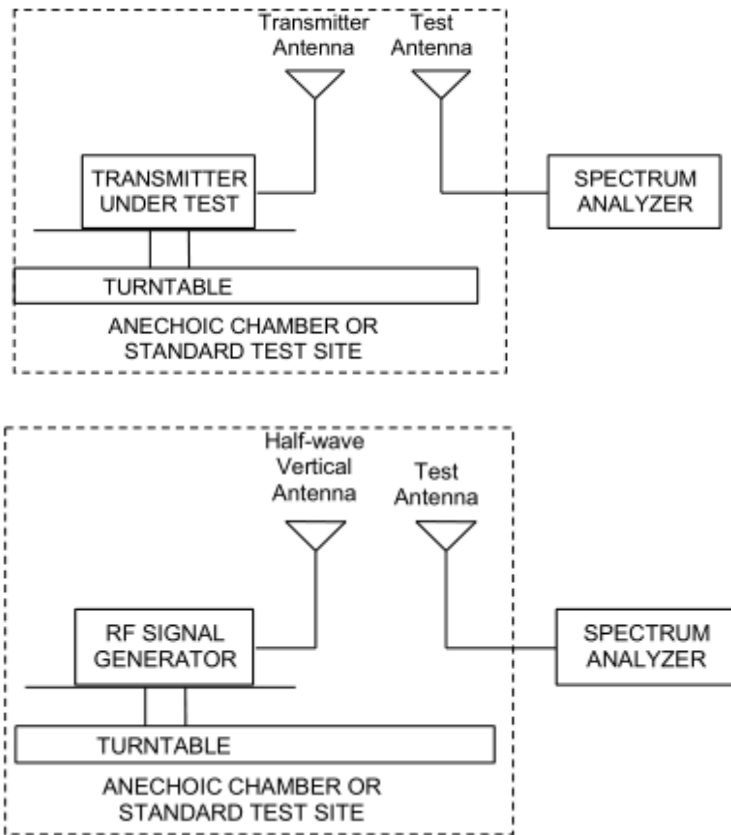 Transmitter
Antenna
Test
Antenna
TRANSMITTER
UNDER TEST
SPECTRUM
ANALYZER
TURNTABLE
ANECHOIC CHAMBER OR
STANDARD TEST SITE
Half-wave
Vertical
Antenna
Test
Antenna
RF SIGNAL
GENERATOR
SPECTRUM
ANALYZER
TURNTABLE
ANECHOIC CHAMBER OR
STANDARD TEST SITE